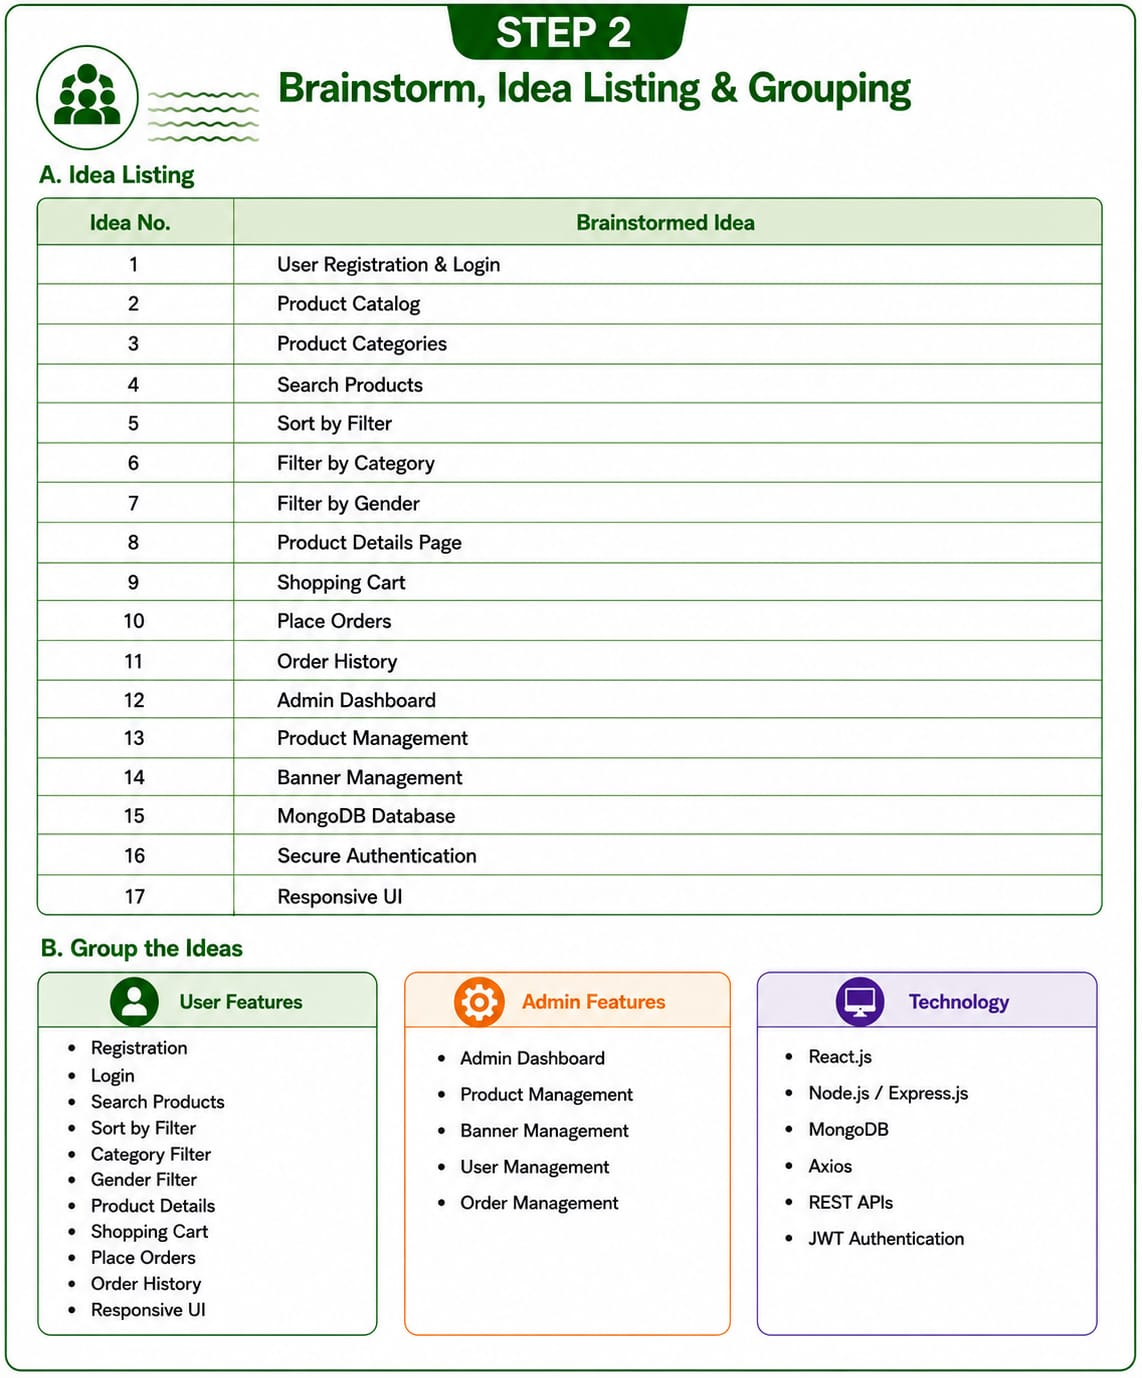 STEP 2
Brainstorm, Idea Listing & Grouping
A. Idea Listing
Idea No. Brainstormed Idea
1 User Registration & Login
2 Product Catalog
3 Product Categories
4 Search Products
5 Sort by Filter
6 Filter by Category
7 Filter by Gender
8 Product Details Page
9 Shopping Cart
10 Place Orders
11 Order History
12 Admin Dashboard
13 Product Management
14 Banner Management
15 MongoDB Database
16 Secure Authentication
17 Responsive UI
B. Group the Ideas
User Features
• Registration
• Login
• Search Products
• Sort by Filter
• Category Filter
• Gender Filter
• Product Details
• Shopping Cart
• Place Orders
• Order History
• Responsive UI
Admin Features
• Admin Dashboard
• Product Management
• Banner Management
• User Management
• Order Management
Technology
• React.js
• Node.js / Express.js
• MongoDB
• Axios
• REST APIs
• JWT Authentication